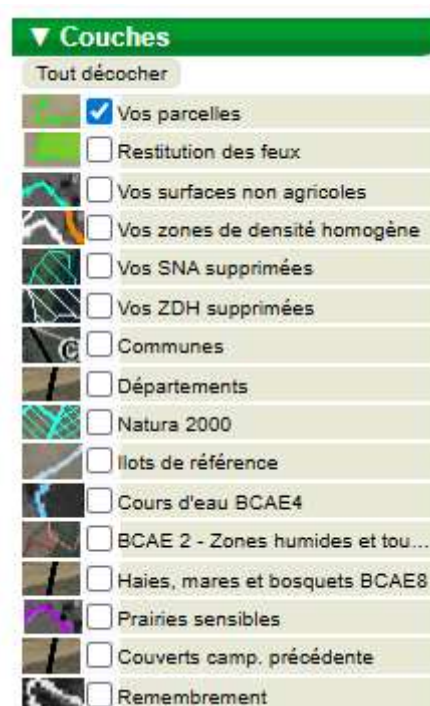 ▼ Couches
Tout décocher
Vos parcelles
Restitution des feux
Vos surfaces non agricoles
Vos zones de densité homogène
Vos SNA supprimées
Vos ZDH supprimées
Communes
Départements
Natura 2000
Ilots de référence
Cours d'eau BCAE4
BCAE 2 - Zones humides et tou...
Haies, mares et bosquets BCAE8
Prairies sensibles
Couverts camp. précédente
Remembrement